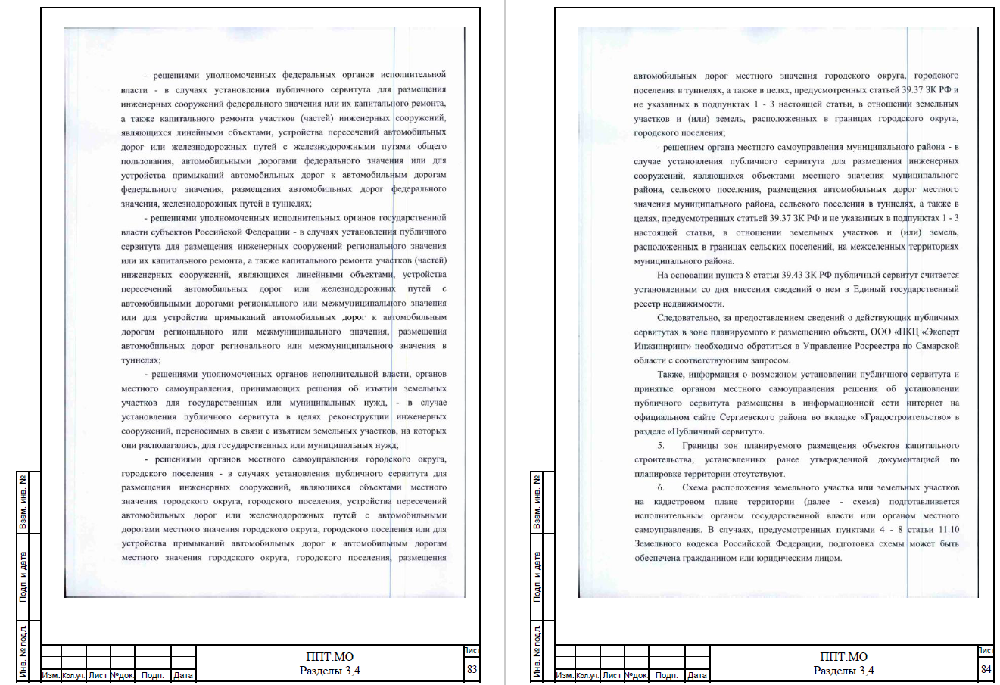 - решениями уполномоченных федеральных органов исполнительной
власти - в случаях установления публичного сервитута для размещения
инженерных сооружений федерального значения или их капитального ремонта,
а также капитального ремонта участков (частей) инженерных сооружений,
являющихся линейными объектами, устройства пересечений автомобильных
дорог или железнодорожных путей с железнодорожными путями общего
пользования, автомобильными дорогами федерального значения или для
устройства примыканий автомобильных дорог к автомобильным дорогам
федерального значения, размещения автомобильных дорог федерального
значения, железнодорожных путей в туннелях;
- решениями уполномоченных исполнительных органов государственной
власти субъектов Российской Федерации - в случаях установления публичного
сервитута для размещения инженерных сооружений регионального значения
или их капитального ремонта, а также капитального ремонта участков (частей)
инженерных сооружений, являющихся линейными объектами, устройства
пересечений автомобильных дорог или железнодорожных путей с
автомобильными дорогами регионального или межмуниципального значения
или для устройства примыканий автомобильных дорог к автомобильным
дорогам регионального или межмуниципального значения, размещения
автомобильных дорог регионального или межмуниципального значения в
туннелях;
- решениями уполномоченных органов исполнительной власти, органов
местного самоуправления, принимающих решения об изъятии земельных
участков для государственных или муниципальных нужд, - в случае
установления публичного сервитута в целях реконструкции инженерных
сооружений, переносимых в связи с изъятием земельных участков, на которых
они располагались, для государственных или муниципальных нужд;
- решениями органов местного самоуправления городского округа,
городского поселения - в случаях установления публичного сервитута для
размещения инженерных сооружений, являющихся объектами местного
значения городского округа, городского поселения, устройства пересечений
автомобильных дорог или железнодорожных путей с автомобильными
дорогами местного значения городского округа, городского поселения или для
устройства примыканий автомобильных дорог к автомобильным дорогам
местного значения городского округа, городского поселения, размещения
Взам. инв. №
Подп. и дата
Инв. № подл.
Изм. Кол.уч. Лист №док. Подп. Дата
ППТ.МО
Разделы 3,4
Лист
83
автомобильных дорог местного значения городского округа, городского
поселения в туннелях, а также в целях, предусмотренных статьей 39.37 ЗК РФ и
не указанных в подпунктах 1 - 3 настоящей статьи, в отношении земельных
участков и (или) земель, расположенных в границах городского округа,
городского поселения;
- решением органа местного самоуправления муниципального района - в
случае установления публичного сервитута для размещения инженерных
сооружений, являющихся объектами местного значения муниципального
района, сельского поселения, размещения автомобильных дорог местного
значения муниципального района, сельского поселения в туннелях, а также в
целях, предусмотренных статьей 39.37 ЗК РФ и не указанных в подпунктах 1 - 3
настоящей статьи, в отношении земельных участков и (или) земель,
расположенных в границах сельских поселений, на межселенных территориях
муниципального района.
На основании пункта 8 статьи 39.43 ЗК РФ публичный сервитут считается
установленным со дня внесения сведений о нем в Единый государственный
реестр недвижимости.
Следовательно, за предоставлением сведений о действующих публичных
сервитутах в зоне планируемого к размещению объекта, ООО «ПКЦ «Эксперт
Инжиниринг» необходимо обратиться в Управление Росреестра по Самарской
области с соответствующим запросом.
Также, информация о возможном установлении публичного сервитута и
принятые органом местного самоуправления решения об установлении
публичного сервитута размещены в информационной сети интернет на
официальном сайте Сергиевского района во вкладке «Градостроительство» в
разделе «Публичный сервитут».
5. Границы зон планируемого размещения объектов капитального
строительства, установленных ранее утвержденной документацией по
планировке территории отсутствуют.
6. Схема расположения земельного участка или земельных участков
на кадастровом плане территории (далее - схема) подготавливается
исполнительным органом государственной власти или органом местного
самоуправления. В случаях, предусмотренных пунктами 4 - 8 статьи 11.10
Земельного кодекса Российской Федерации, подготовка схемы может быть
обеспечена гражданином или юридическим лицом.
Взам. инв. №
Подп. и дата
Инв. № подл.
Изм. Кол.уч. Лист №док. Подп. Дата
ППТ.МО
Разделы 3,4
Лист
84